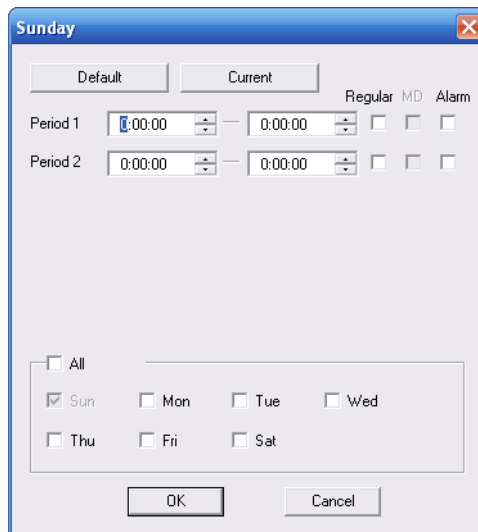 Sunday
Default Current
Regular MD Alarm
Period 1 0:00:00 — 0:00:00
Period 2 0:00:00 — 0:00:00
All
Sun Mon Tue Wed
Thu Fri Sat
OK Cancel